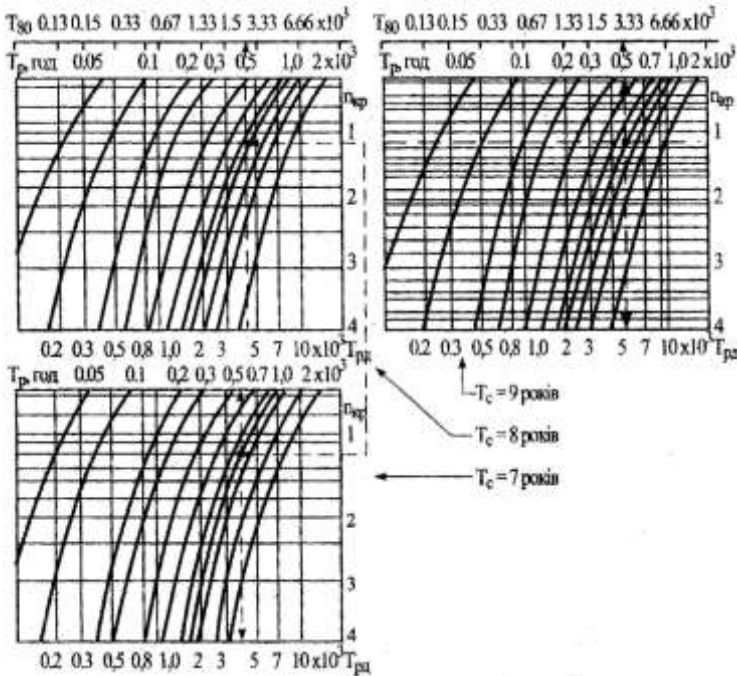 T80 0.13 0.15 0.33 0.67 1.33 1.5 3.33 6.66 x10³
Tр, год 0.05 0.1 0,2 0,3 0,5 1,0 2x10³
nкр
1
2
3
4
0.2 0.3 0,5 0,8 1,0 2 3 5 7 10 x10³ Tрд
T80 0.13 0.15 0.33 0.67 1.33 1.5 3.33 6.66 x10³
Tр, год 0.05 0.1 0.2 0,3 0,5 0,7 1,0 2x10³
nкр
1
2
3
4
0.2 0.3 0,5 0,8 1,0 2 3 5 7 10 x10³ Tрд
Tр, год 0.05 0.1 0,2 0,3 0,5 0,7 1,0 2x10³
nкр
1
2
3
4
0.2 0.3 0,5 0,8 1,0 2 3 5 7 10 x10³ Tрд
Tс = 9 років
Tс = 8 років
Tс = 7 років